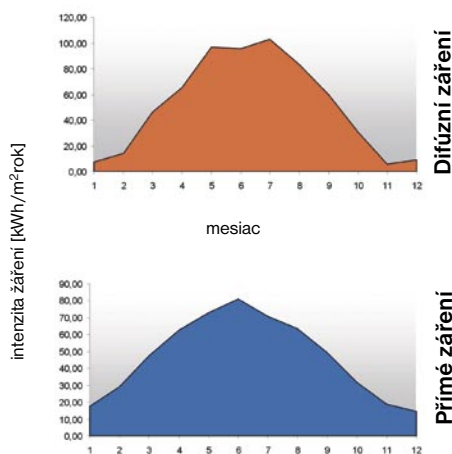 intenzita žáření [kWh/m²rok]
120,00
100,00
80,00
60,00
40,00
20,00
0,00
1 2 3 4 5 6 7 8 9 10 11 12
Difúzní záření
mesiac
90,00
80,00
70,00
60,00
50,00
40,00
30,00
20,00
10,00
0,00
1 2 3 4 5 6 7 8 9 10 11 12
Přímé záření